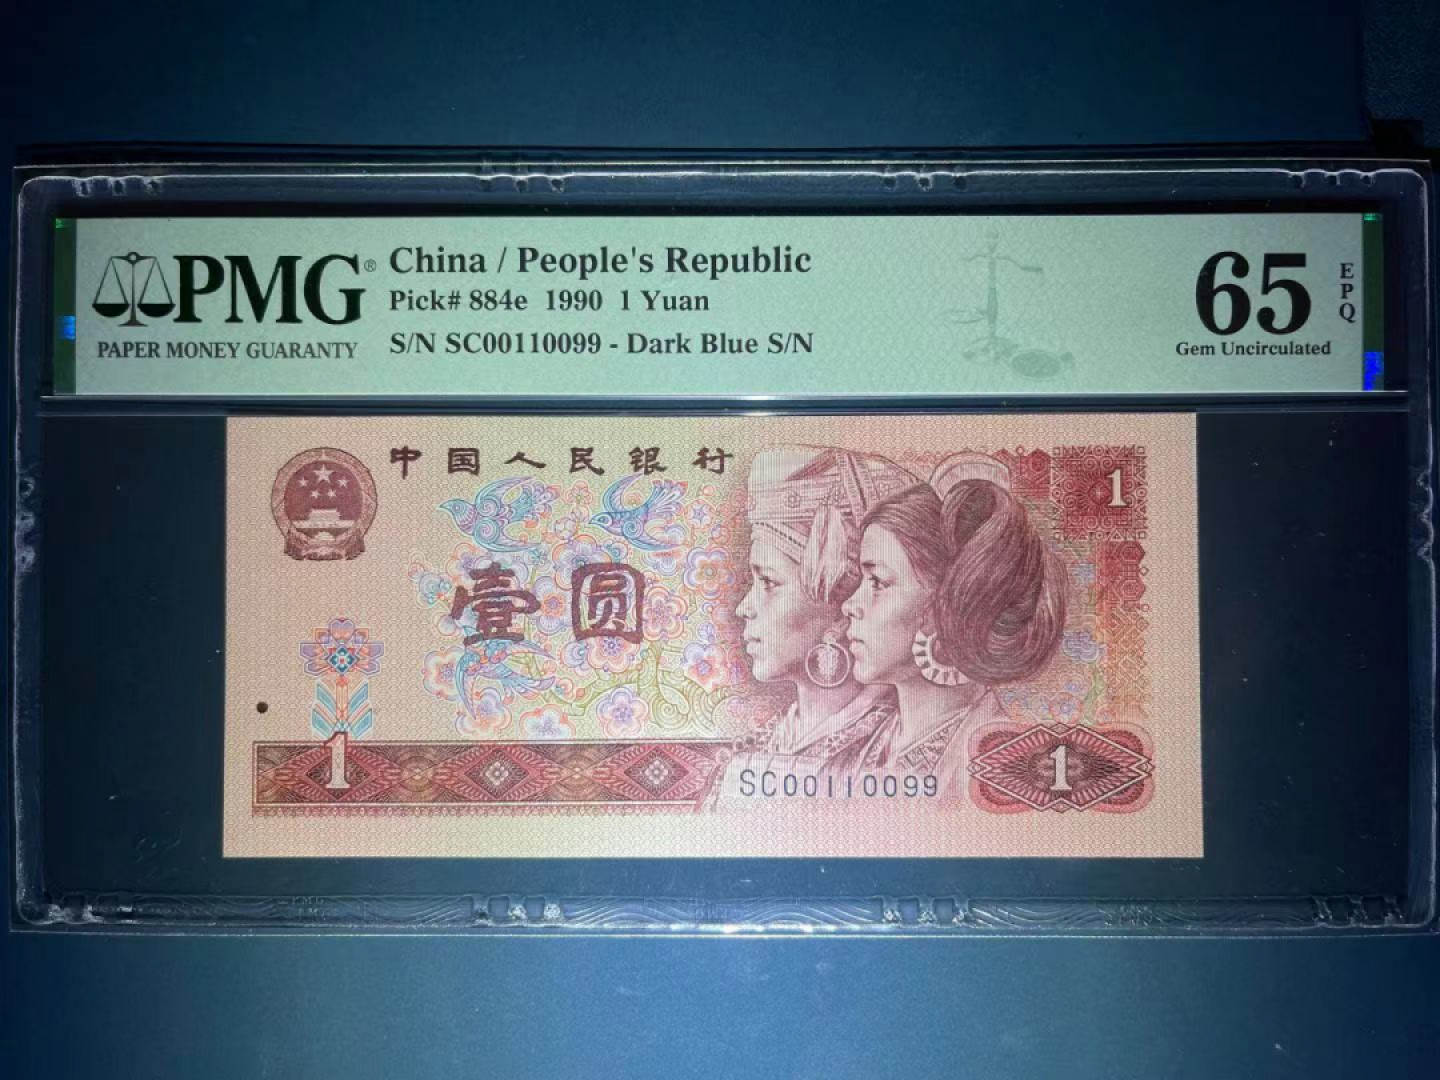 PMG®
PAPER MONEY GUARANTY
China / People's Republic
Pick# 884e 1990 1 Yuan
S/N SC00110099 - Dark Blue S/N
65
EPQ
Gem Uncirculated
中国人民银行
1
壹圆
1
SC00110099
1